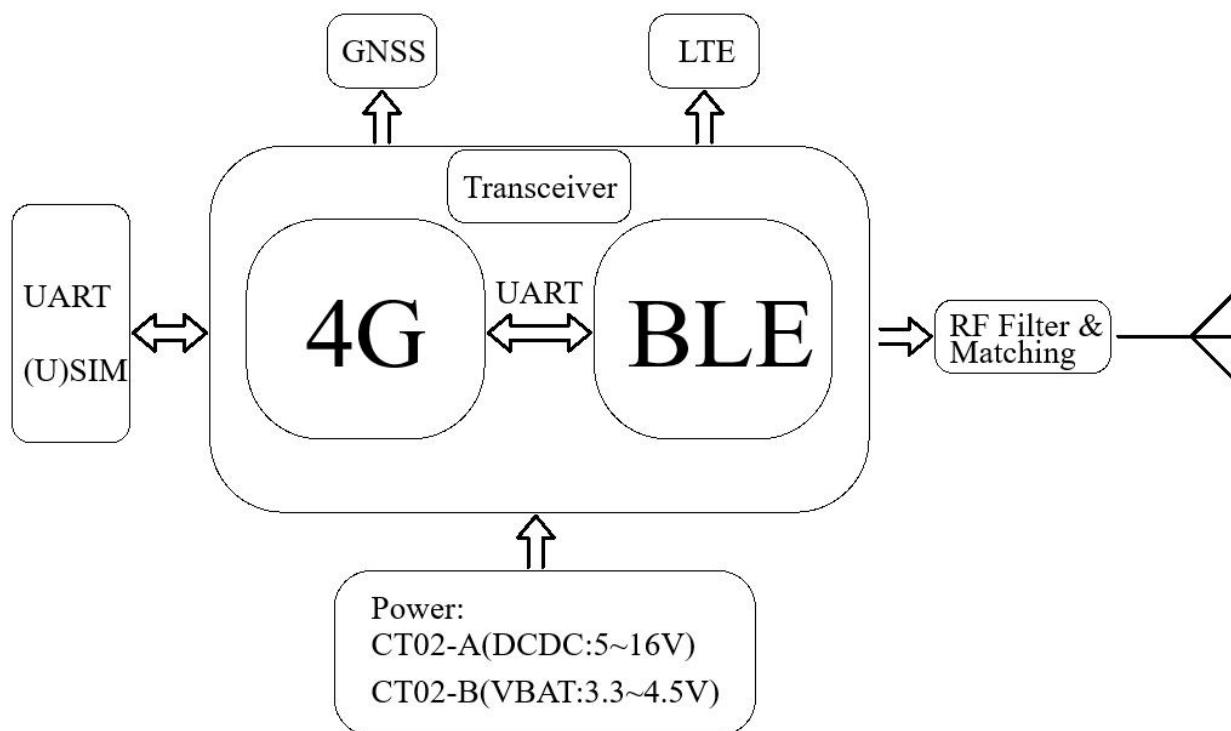 GNSS
LTE
Transceiver
UART
(U)SIM
4G
UART
BLE
RF Filter &
Matching
Power:
CT02-A(DCDC:5~16V)
CT02-B(VBAT:3.3~4.5V)